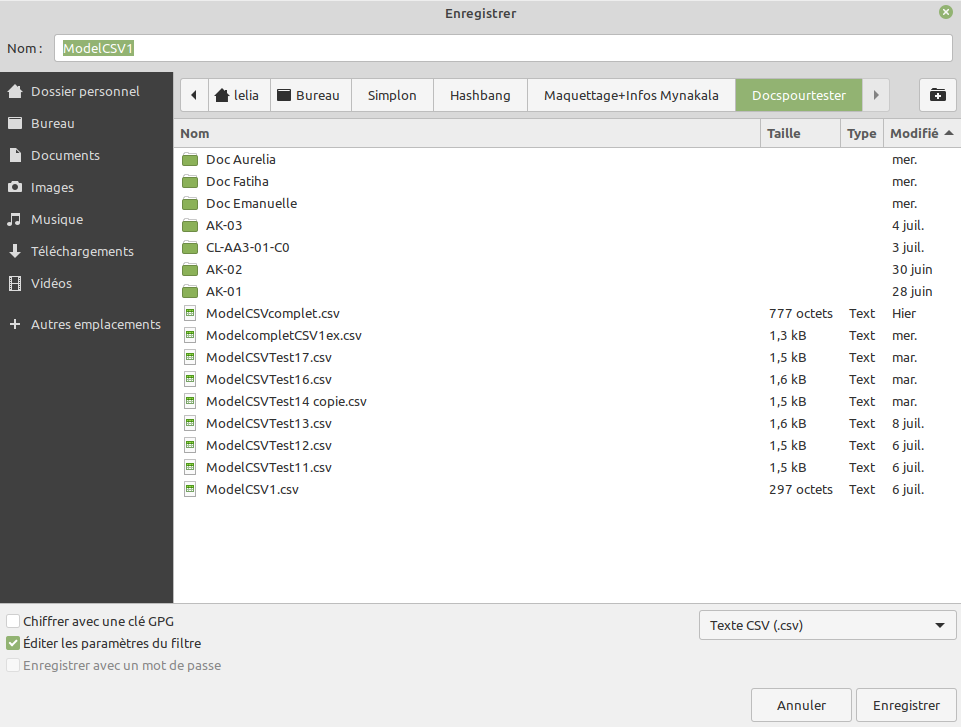 Enregistrer
Nom : ModelCSV1
Dossier personnel
Bureau
Documents
Images
Musique
Téléchargements
Vidéos
Autres emplacements
lelia Bureau Simplon Hashbang Maquettage+Infos Mynakala Docspourtester
Nom Taille Type Modifié
Doc Aurelia mer.
Doc Fatiha mer.
Doc Emanuelle mer.
AK-03 4 juil.
CL-AA3-01-C0 3 juil.
AK-02 30 juin
AK-01 28 juin
ModelCSVcomplet.csv 777 octets Text Hier
ModelcompletCSV1ex.csv 1,3 kB Text mer.
ModelCSVTest17.csv 1,5 kB Text mar.
ModelCSVTest16.csv 1,6 kB Text mar.
ModelCSVTest14 copie.csv 1,5 kB Text mar.
ModelCSVTest13.csv 1,6 kB Text 8 juil.
ModelCSVTest12.csv 1,5 kB Text 6 juil.
ModelCSVTest11.csv 1,5 kB Text 6 juil.
ModelCSV1.csv 297 octets Text 6 juil.
Chiffrer avec une clé GPG
Éditer les paramètres du filtre
Enregistrer avec un mot de passe
Texte CSV (.csv)
Annuler Enregistrer